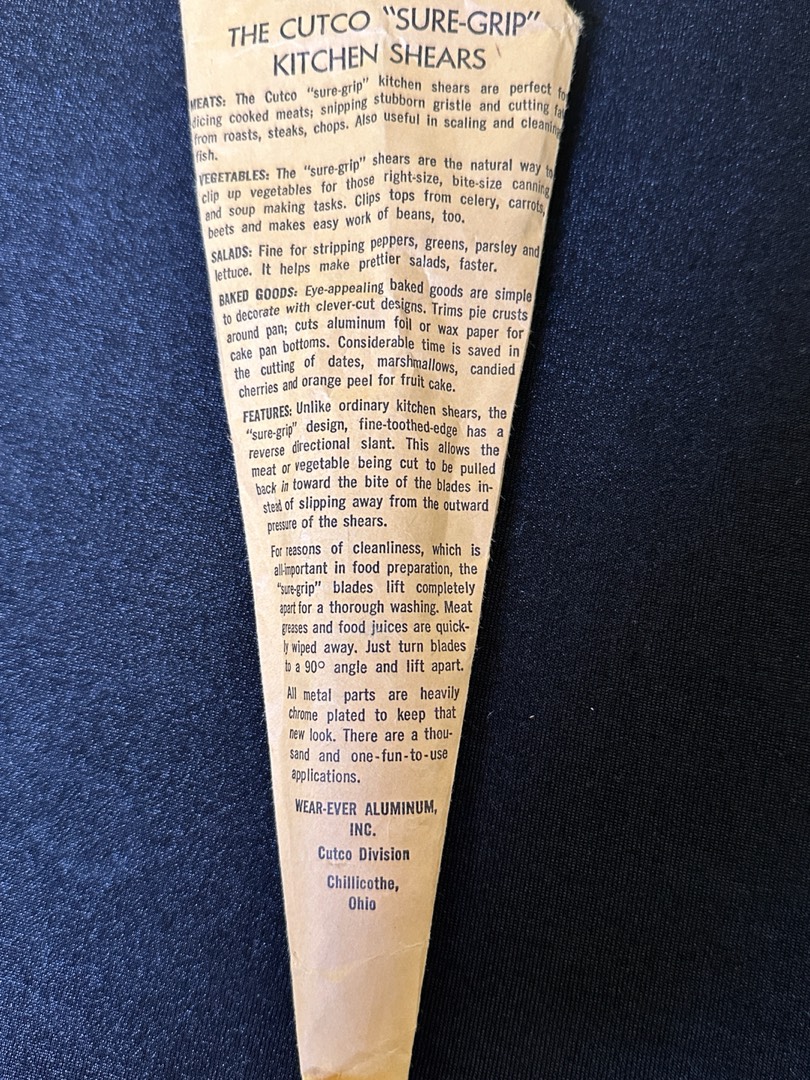 THE CUTCO "SURE-GRIP"
KITCHEN SHEARS
MEATS: The Cutco "sure-grip" kitchen shears are perfect fo
dicing cooked meats; snipping stubborn gristle and cutting fa
from roasts, steaks, chops. Also useful in scaling and cleaning
fish.
VEGETABLES: The "sure-grip" shears are the natural way to
clip up vegetables for those right-size, bite-size canning
and soup making tasks. Clips tops from celery, carrots,
beets and makes easy work of beans, too.
SALADS: Fine for stripping peppers, greens, parsley and
lettuce. It helps make prettier salads, faster.
BAKED GOODS: Eye-appealing baked goods are simple
to decorate with clever-cut designs. Trims pie crusts
around pan; cuts aluminum foil or wax paper for
cake pan bottoms. Considerable time is saved in
the cutting of dates, marshmallows, candied
cherries and orange peel for fruit cake.
FEATURES: Unlike ordinary kitchen shears, the
"sure-grip" design, fine-toothed-edge has a
reverse directional slant. This allows the
meat or vegetable being cut to be pulled
back in toward the bite of the blades in-
stead of slipping away from the outward
pressure of the shears.
For reasons of cleanliness, which is
all-important in food preparation, the
"sure-grip" blades lift completely
apart for a thorough washing. Meat
greases and food juices are quick-
ly wiped away. Just turn blades
to a 90° angle and lift apart.
All metal parts are heavily
chrome plated to keep that
new look. There are a thou-
sand and one-fun-to-use
applications.
WEAR-EVER ALUMINUM,
INC.
Cutco Division
Chillicothe,
Ohio